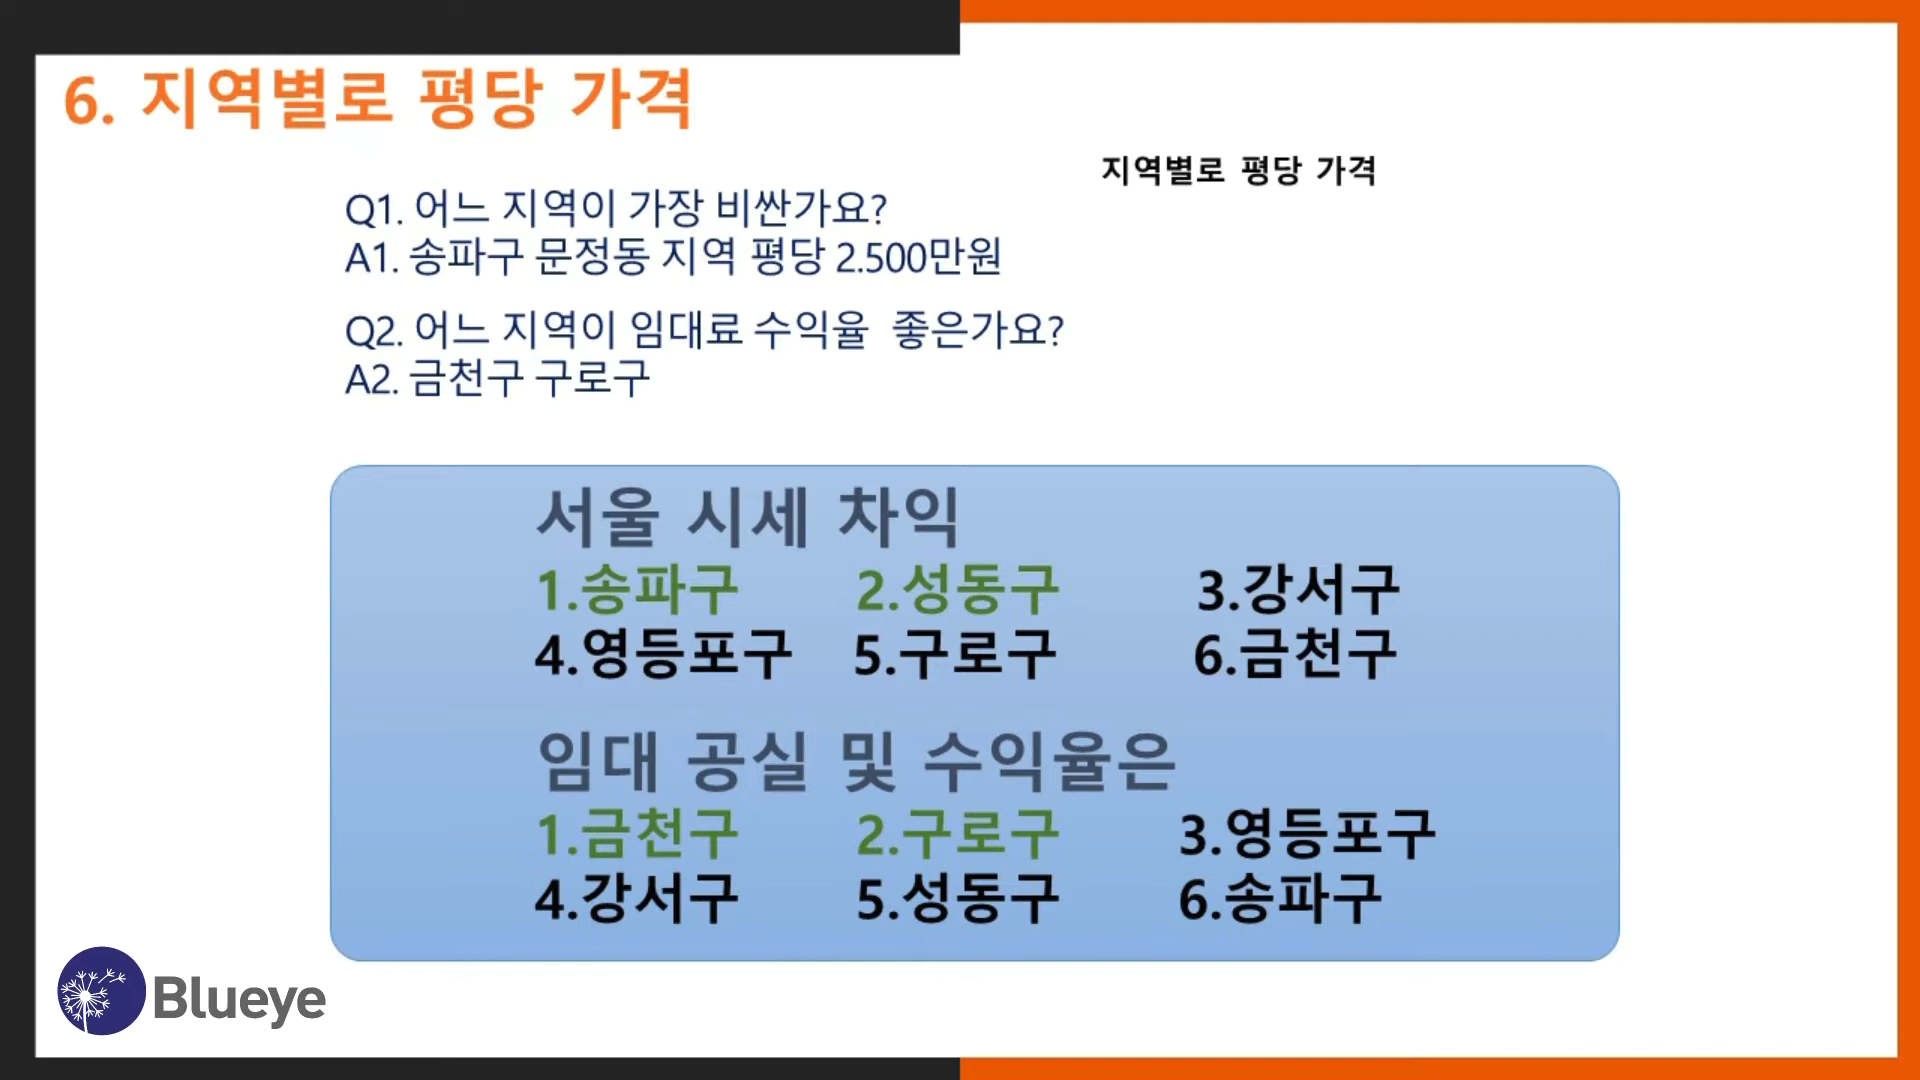 6. 지역별로 평당 가격
지역별로 평당 가격
Q1. 어느 지역이 가장 비싼가요?
A1. 송파구 문정동 지역 평당 2.500만원
Q2. 어느 지역이 임대료 수익율 좋은가요?
A2. 금천구 구로구
서울 시세 차익
1.송파구 2.성동구 3.강서구
4.영등포구 5.구로구 6.금천구
임대 공실 및 수익율은
1.금천구 2.구로구 3.영등포구
4.강서구 5.성동구 6.송파구
Blueye